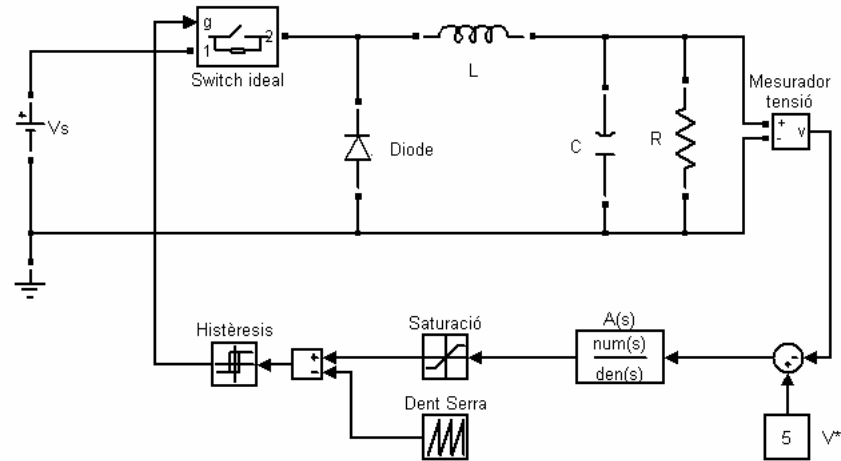 g
1
2
Switch ideal
L
Mesurador
tensió
+
-
v
+
Vs
Diode
C
R
Histèresis
Saturació
A(s)
num(s)
den(s)
+
-
-
+
Dent Serra
5
V*